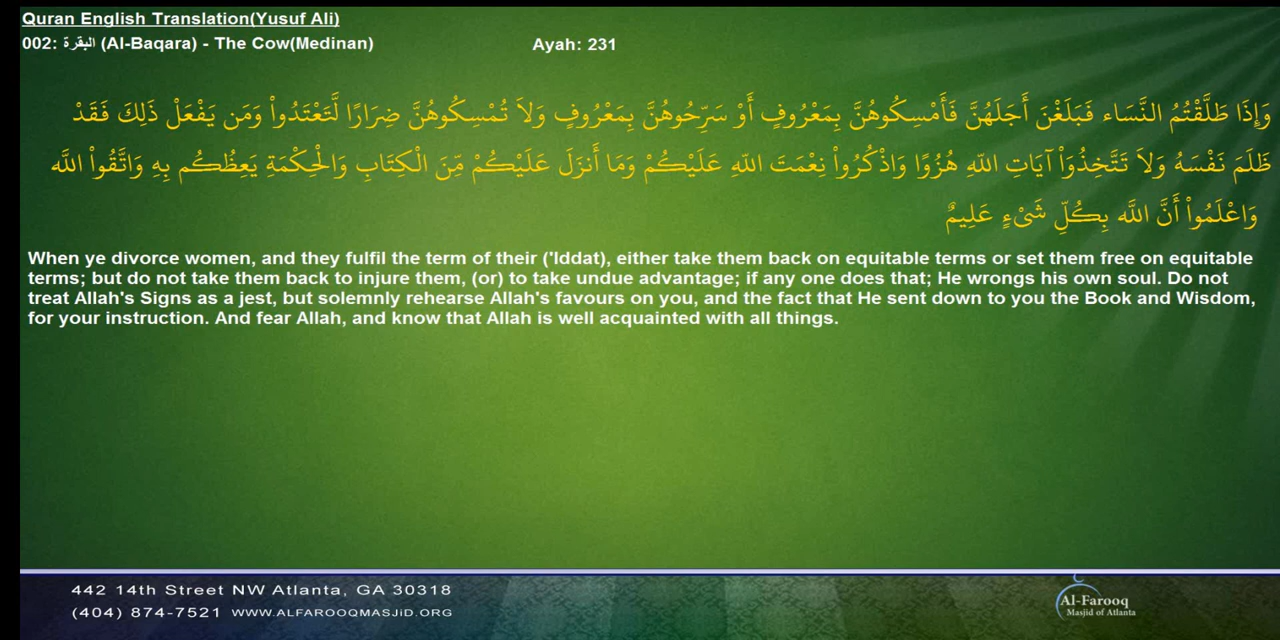 Quran English Translation(Yusuf Ali)
002: البقرة (Al-Baqara) - The Cow(Medinan)
Ayah: 231
وَإِذَا طَلَّقْتُمُ النَّسَاء فَبَلَغْنَ أَجَلَهُنَّ فَأَمْسِكُوهُنَّ بِمَعْرُوفٍ أَوْ سَرِّحُوهُنَّ بِمَعْرُوفٍ وَلاَ تُمْسِكُوهُنَّ ضِرَارًا لَّتَعْتَدُواْ وَمَن يَفْعَلْ ذَلِكَ فَقَدْ
ظَلَمَ نَفْسَهُ وَلاَ تَتَّخِذُوَاْ آيَاتِ اللّهِ هُزُوًا وَاذْكُرُواْ نِعْمَتَ اللّهِ عَلَيْكُمْ وَمَا أَنزَلَ عَلَيْكُمْ مِّنَ الْكِتَابِ وَالْحِكْمَةِ يَعِظُكُم بِهِ وَاتَّقُواْ اللَّه
وَاعْلَمُواْ أَنَّ اللَّه بِكُلِّ شَىْءٍ عَلِيمٌ
When ye divorce women, and they fulfil the term of their ('Iddat), either take them back on equitable terms or set them free on equitable
terms; but do not take them back to injure them, (or) to take undue advantage; if any one does that; He wrongs his own soul. Do not
treat Allah's Signs as a jest, but solemnly rehearse Allah's favours on you, and the fact that He sent down to you the Book and Wisdom,
for your instruction. And fear Allah, and know that Allah is well acquainted with all things.
442 14th Street NW Atlanta, GA 30318
(404) 874-7521 WWW.ALFAROOQMASJiD.ORG
Al-Farooq
Masjid of Atlanta